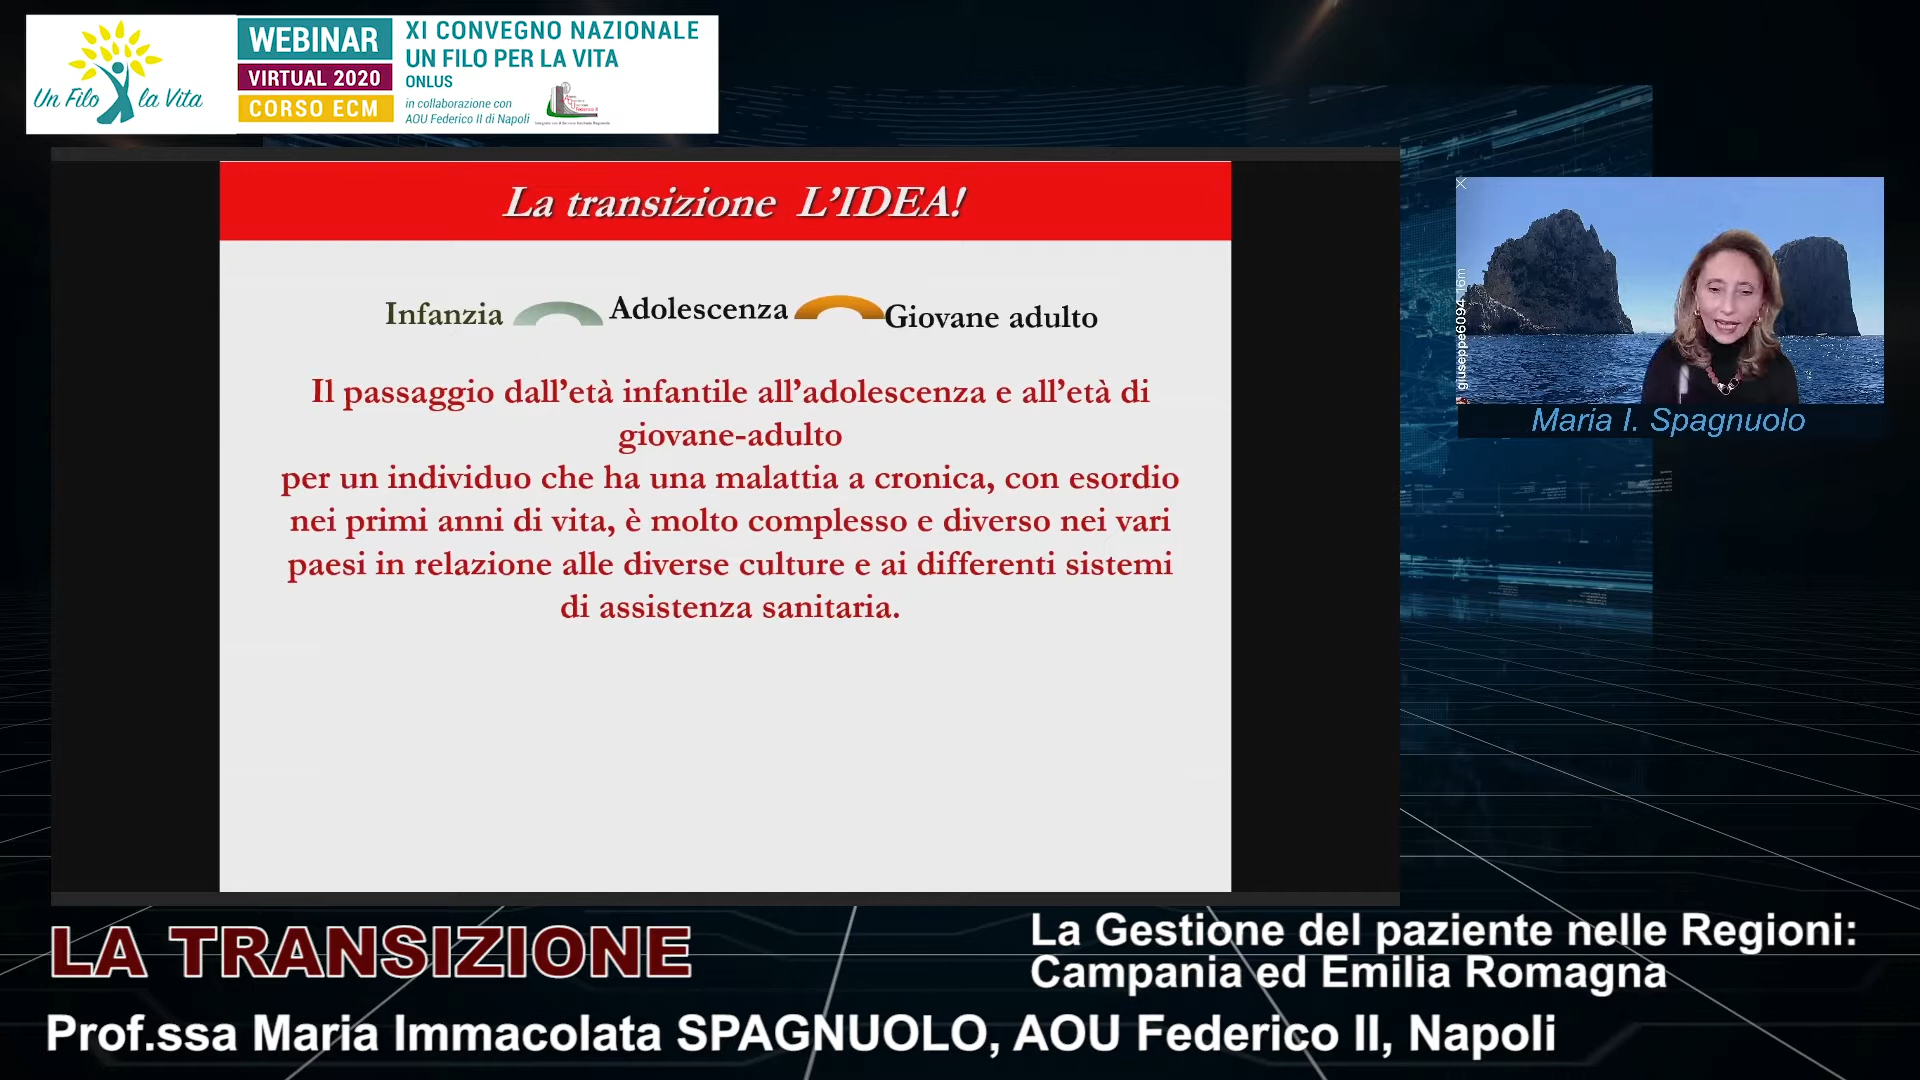 Un Filo la Vita
WEBINAR
VIRTUAL 2020
CORSO ECM
XI CONVEGNO NAZIONALE
UN FILO PER LA VITA
ONLUS
in collaborazione con
AOU Federico II di Napoli
La transizione L'IDEA!
Infanzia Adolescenza Giovane adulto
Il passaggio dall'età infantile all'adolescenza e all'età di
giovane-adulto
per un individuo che ha una malattia a cronica, con esordio
nei primi anni di vita, è molto complesso e diverso nei vari
paesi in relazione alle diverse culture e ai differenti sistemi
di assistenza sanitaria.
giuseppe6094 16m
Maria I. Spagnuolo
LA TRANSIZIONE
La Gestione del paziente nelle Regioni:
Campania ed Emilia Romagna
Prof.ssa Maria Immacolata SPAGNUOLO, AOU Federico II, Napoli